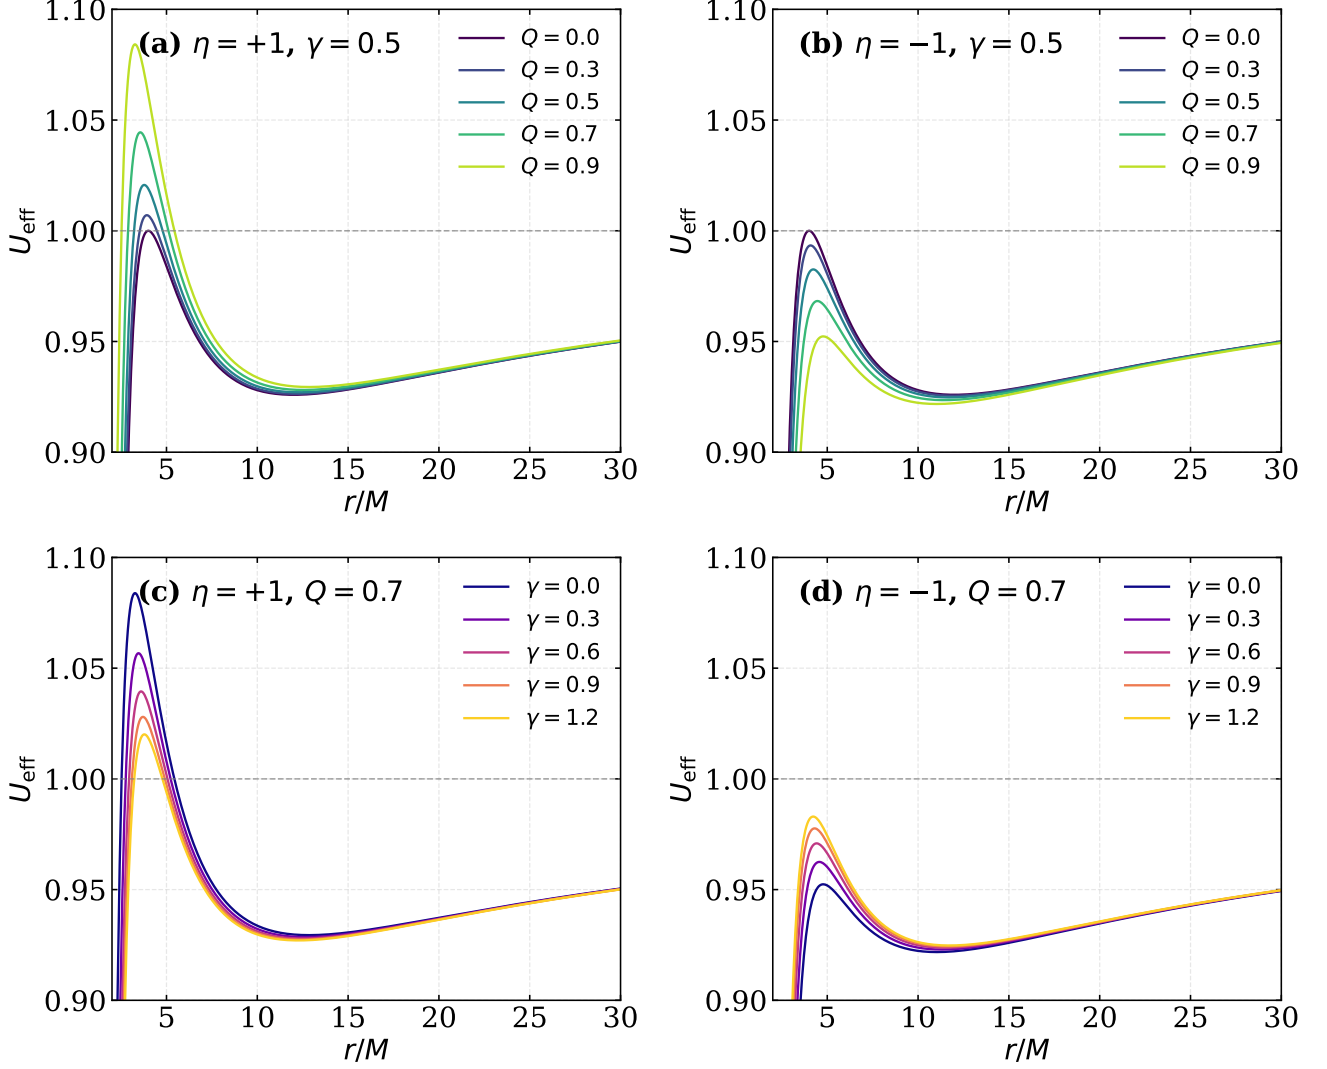 (a) η = +1, γ = 0.5
Q = 0.0
Q = 0.3
Q = 0.5
Q = 0.7
Q = 0.9
1.10
1.05
1.00
0.95
0.90
U_eff
5 10 15 20 25 30
r/M
(b) η = −1, γ = 0.5
Q = 0.0
Q = 0.3
Q = 0.5
Q = 0.7
Q = 0.9
1.10
1.05
1.00
0.95
0.90
U_eff
5 10 15 20 25 30
r/M
(c) η = +1, Q = 0.7
γ = 0.0
γ = 0.3
γ = 0.6
γ = 0.9
γ = 1.2
1.10
1.05
1.00
0.95
0.90
U_eff
5 10 15 20 25 30
r/M
(d) η = −1, Q = 0.7
γ = 0.0
γ = 0.3
γ = 0.6
γ = 0.9
γ = 1.2
1.10
1.05
1.00
0.95
0.90
U_eff
5 10 15 20 25 30
r/M